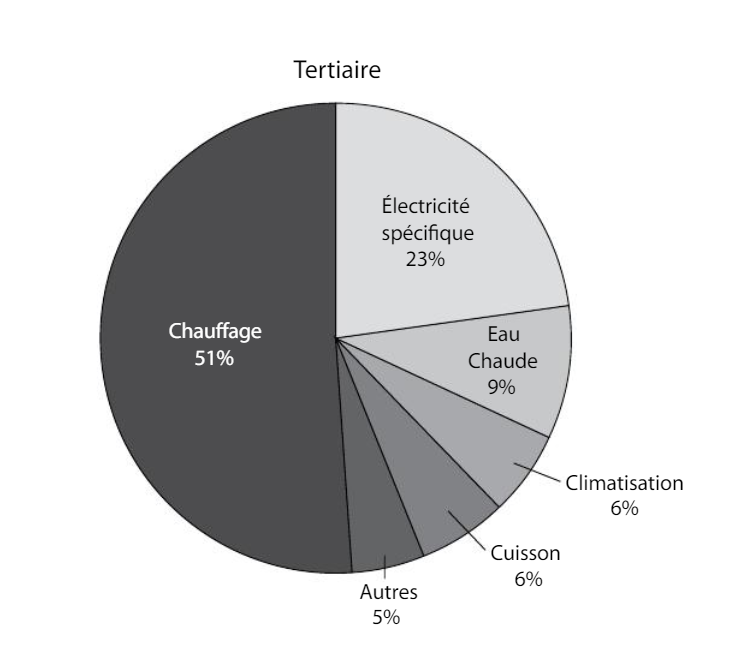 Tertiaire
Électricité
spécifique
23%
Eau
Chaude
9%
Chauffage
51%
Climatisation
6%
Cuisson
6%
Autres
5%